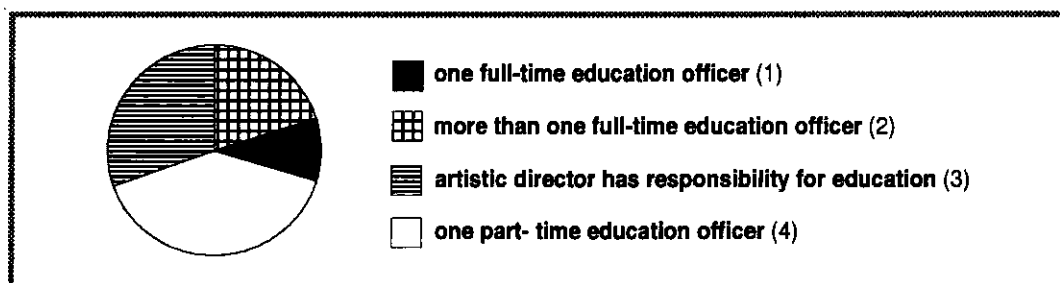 one full-time education officer (1)
more than one full-time education officer (2)
artistic director has responsibility for education (3)
one part- time education officer (4)